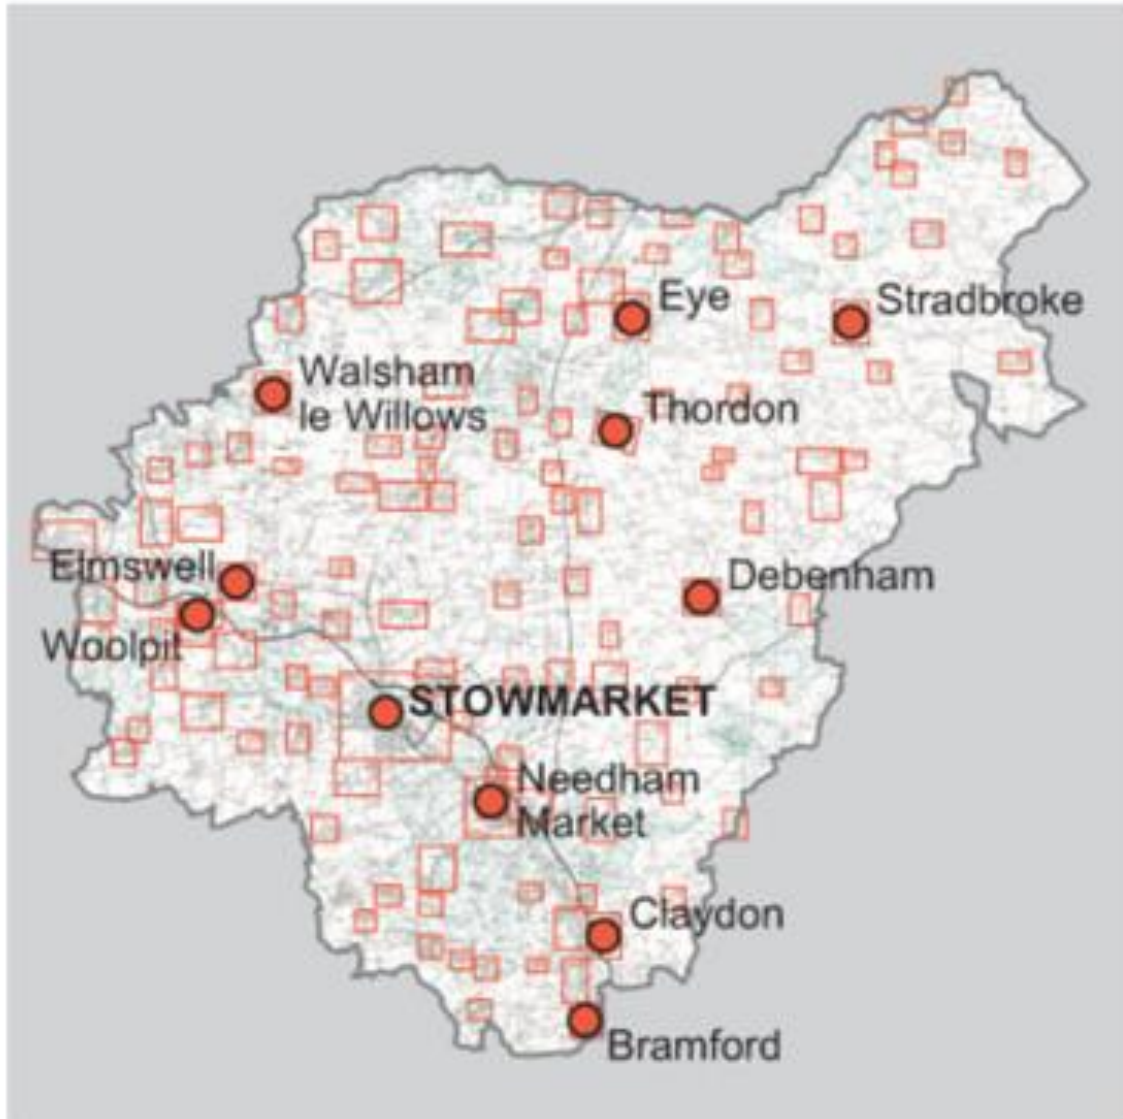 Eye
Stradbroke
Walsham
le Willows
Thordon
Elmswell
Debenham
Woolpit
STOWMARKET
Needham
Market
Claydon
Bramford